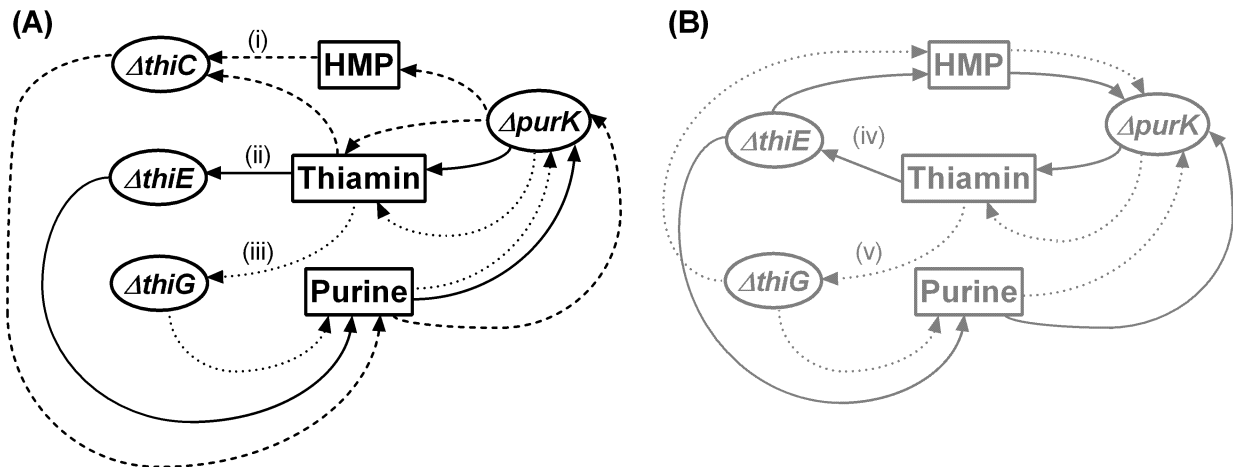 (A)
(i)
ΔthiC
HMP
ΔpurK
(ii)
ΔthiE
Thiamin
(iii)
ΔthiG
Purine
(B)
HMP
ΔpurK
(iv)
ΔthiE
Thiamin
(v)
ΔthiG
Purine